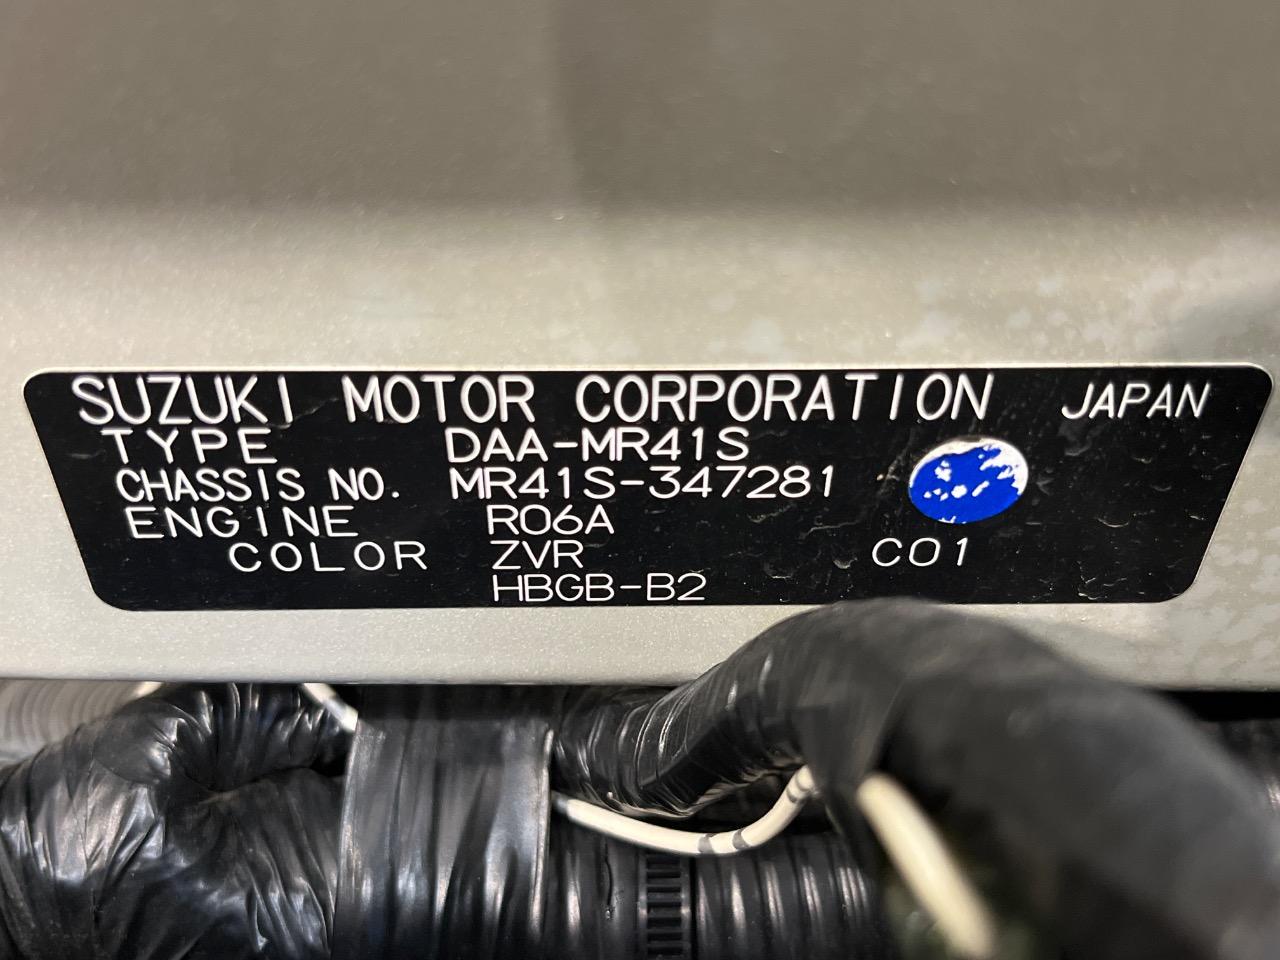 SUZUKI MOTOR CORPORATION JAPAN
TYPE DAA-MR41S
CHASSIS NO. MR41S-347281
ENGINE R06A
COLOR ZVR C01
HBGB-B2